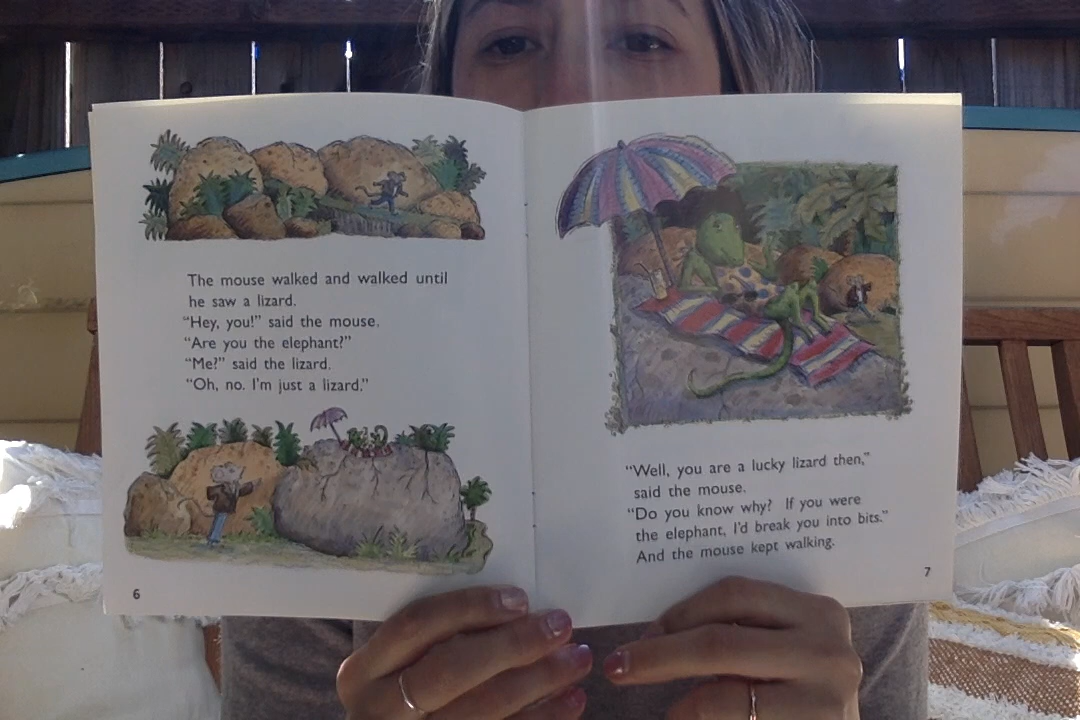 The mouse walked and walked until
he saw a lizard.
“Hey, you!” said the mouse.
“Are you the elephant?”
“Me?” said the lizard.
“Oh, no. I’m just a lizard.”
6
“Well, you are a lucky lizard then,”
said the mouse.
“Do you know why? If you were
the elephant, I’d break you into bits.”
And the mouse kept walking.
7